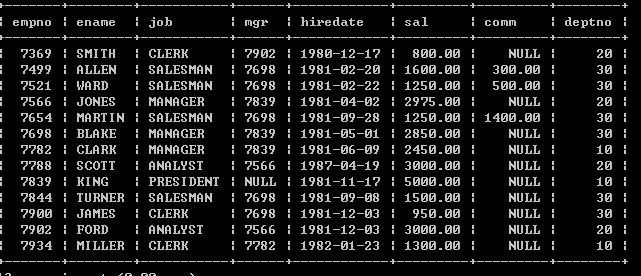 empno ename job mgr hiredate sal comm deptno
7369 SMITH CLERK 7902 1980-12-17 800.00 NULL 20
7499 ALLEN SALESMAN 7698 1981-02-20 1600.00 300.00 30
7521 WARD SALESMAN 7698 1981-02-22 1250.00 500.00 30
7566 JONES MANAGER 7839 1981-04-02 2975.00 NULL 20
7654 MARTIN SALESMAN 7698 1981-09-28 1250.00 1400.00 30
7698 BLAKE MANAGER 7839 1981-05-01 2850.00 NULL 30
7782 CLARK MANAGER 7839 1981-06-09 2450.00 NULL 10
7788 SCOTT ANALYST 7566 1987-04-19 3000.00 NULL 20
7839 KING PRESIDENT NULL 1981-11-17 5000.00 NULL 10
7844 TURNER SALESMAN 7698 1981-09-08 1500.00 NULL 30
7900 JAMES CLERK 7698 1981-12-03 950.00 NULL 30
7902 FORD ANALYST 7566 1981-12-03 3000.00 NULL 20
7934 MILLER CLERK 7782 1982-01-23 1300.00 NULL 10